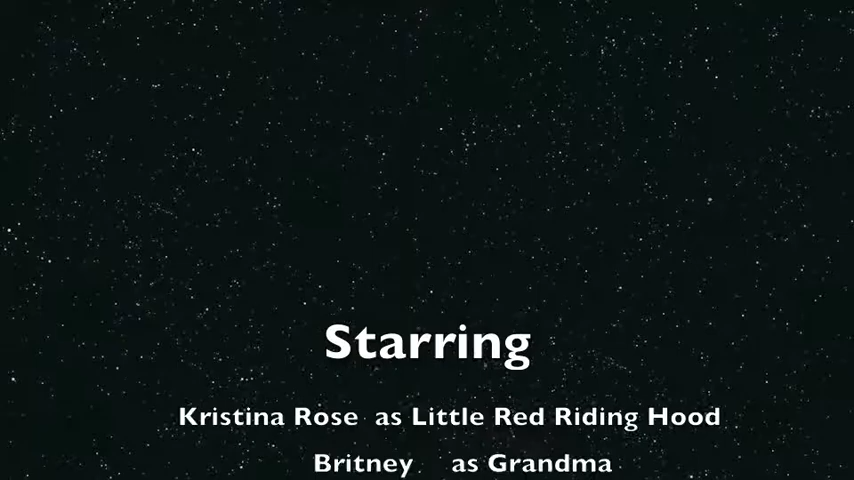 Starring
Kristina Rose as Little Red Riding Hood
Britney as Grandma